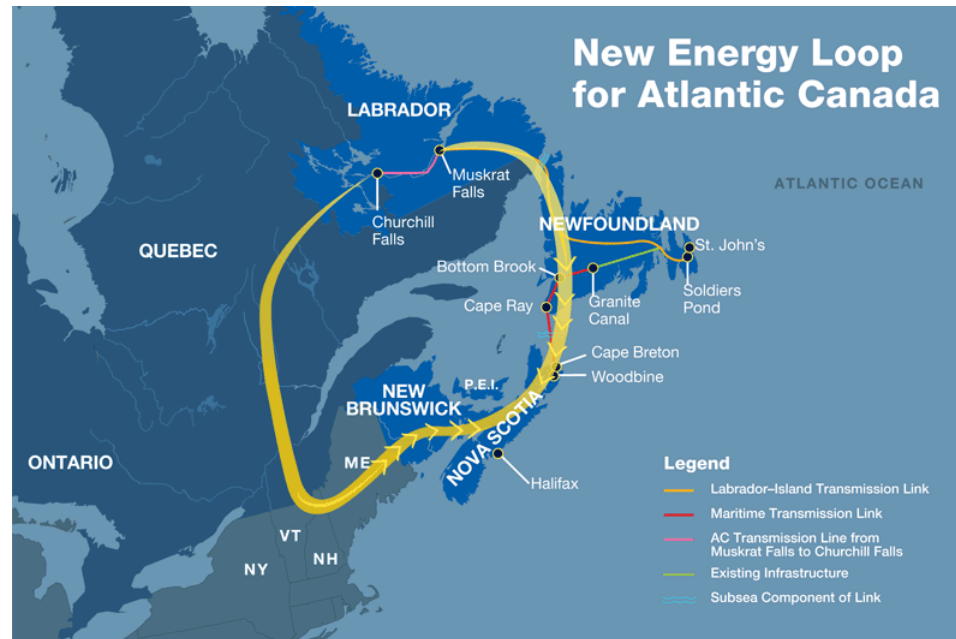 New Energy Loop
for Atlantic Canada
LABRADOR
Muskrat
Falls
Churchill
Falls
ATLANTIC OCEAN
QUEBEC
NEWFOUNDLAND
St. John's
Bottom Brook
Soldiers
Pond
Cape Ray
Granite
Canal
Cape Breton
Woodbine
P.E.I.
NEW
BRUNSWICK
NOVA SCOTIA
ONTARIO
ME
Halifax
VT
NH
NY
Legend
Labrador–Island Transmission Link
Maritime Transmission Link
AC Transmission Line from
Muskrat Falls to Churchill Falls
Existing Infrastructure
Subsea Component of Link